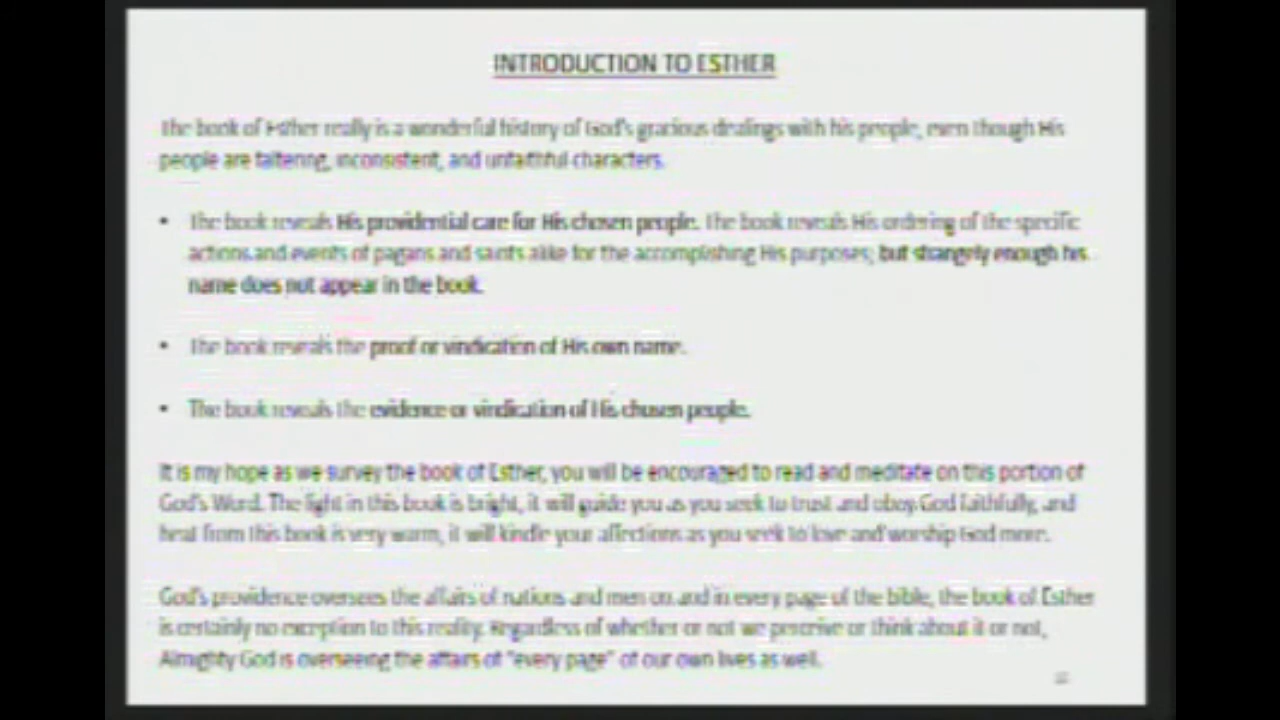 INTRODUCTION TO ESTHER
The book of Esther really is a wonderful history of God's gracious dealings with his people, even though His
people are faltering, inconsistent, and unfaithful characters.
• The book reveals His providential care for His chosen people. The book reveals His ordering of the specific
actions and events of pagans and saints alike for the accomplishing His purposes; but strangely enough his
name does not appear in the book.
• The book reveals the proof or vindication of His own name.
• The book reveals the evidence or vindication of His chosen people.
It is my hope as we survey the book of Esther, you will be encouraged to read and meditate on this portion of
God's Word. The light in this book is bright, it will guide you as you seek to trust and obey God faithfully, and
heat from this book is very warm, it will kindle your affections as you seek to love and worship God more.
God's providence oversees the affairs of nations and men on and in every page of the bible, the book of Esther
is certainly no exception to this reality. Regardless of whether or not we perceive or think about it or not,
Almighty God is overseeing the affairs of "every page" of our own lives as well.